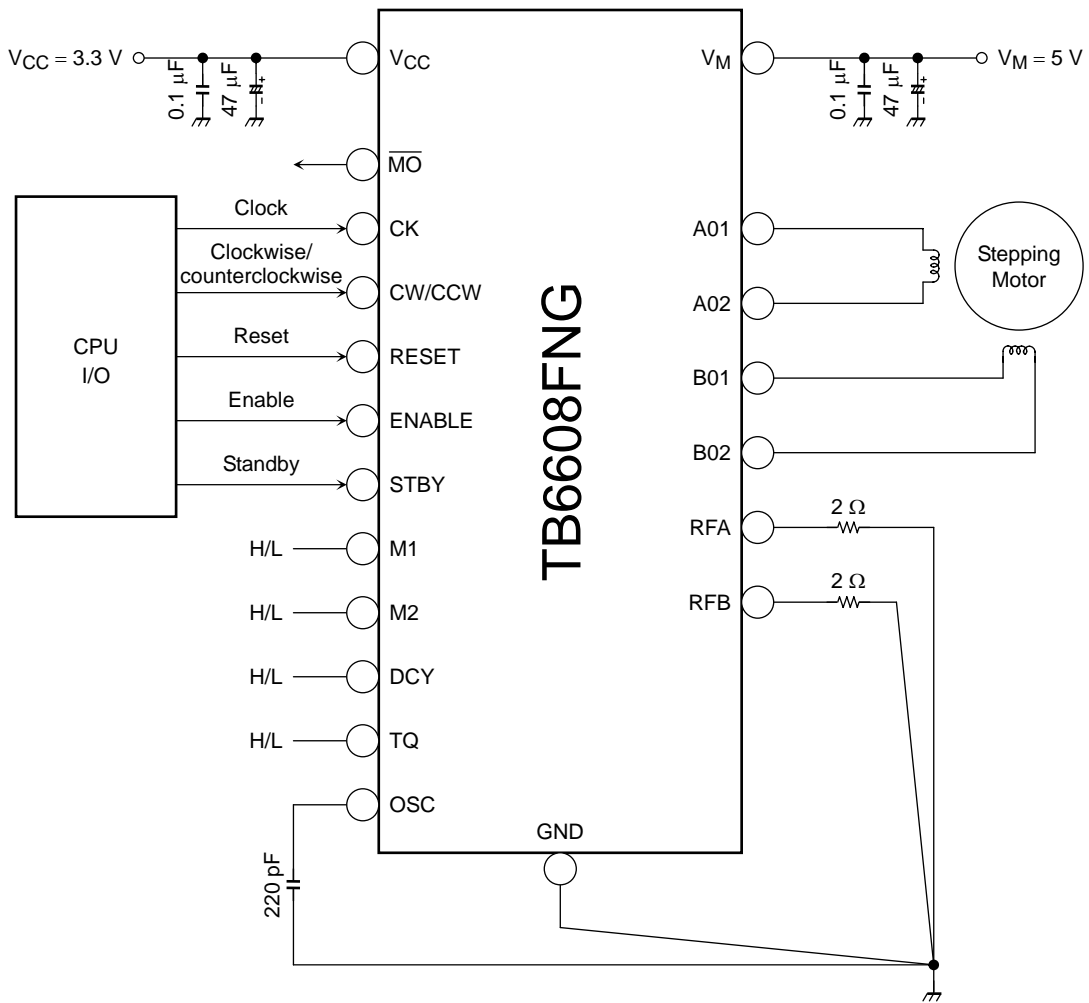 VCC = 3.3 V
0.1 μF
47 μF
+
-
VCC
VM
0.1 μF
47 μF
+
-
VM = 5 V
MO
CPU
I/O
Clock
CK
Clockwise/
counterclockwise
CW/CCW
Reset
RESET
Enable
ENABLE
Standby
STBY
H/L
M1
H/L
M2
H/L
DCY
H/L
TQ
OSC
220 pF
TB6608FNG
GND
A01
A02
B01
B02
RFA
RFB
2 Ω
2 Ω
Stepping
Motor